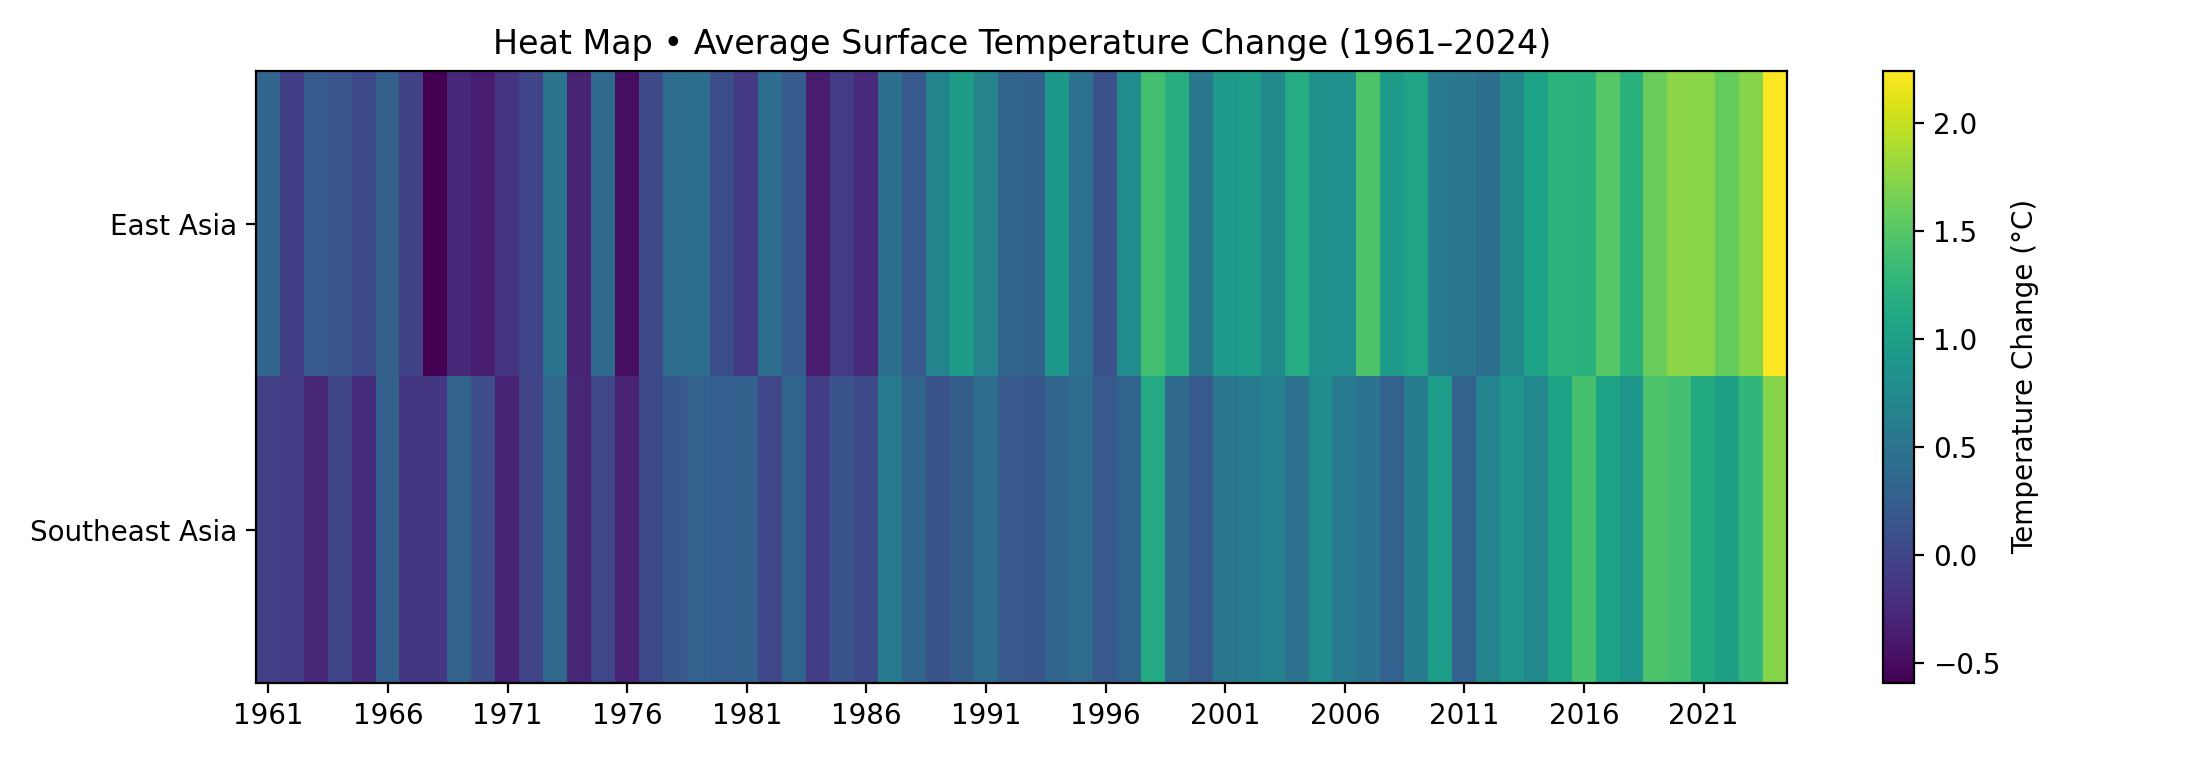 Heat Map • Average Surface Temperature Change (1961–2024)
East Asia
Southeast Asia
1961 1966 1971 1976 1981 1986 1991 1996 2001 2006 2011 2016 2021
2.0
1.5
1.0
0.5
0.0
−0.5
Temperature Change (°C)